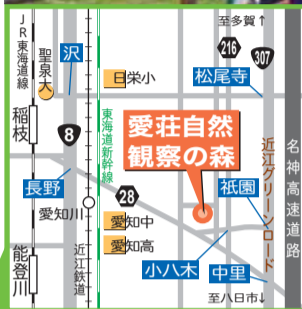 至多賀↑
JR東海道線
聖泉大
沢
日栄小
216
松尾寺
307
稲枝
8
東海道新幹線
愛荘自然
観察の森
長野
28
祇園
近江グリーンロード
名神高速道路
愛知川
愛知中
愛知高
能登川
近江鉄道
小八木
中里
至八日市↓